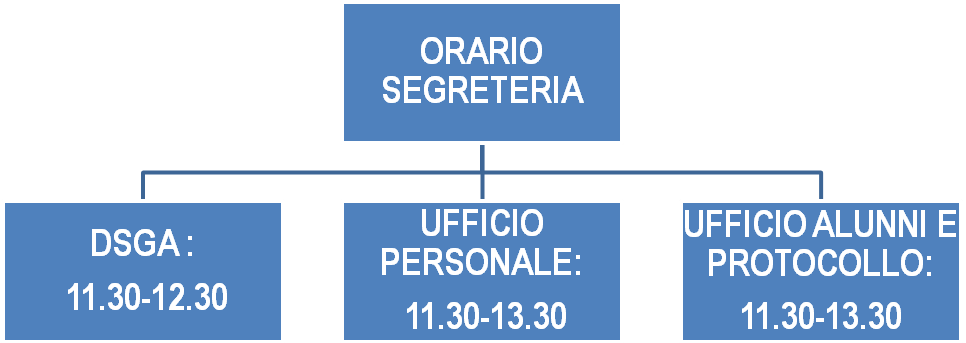 ORARIO
SEGRETERIA
DSGA :
11.30-12.30
UFFICIO
PERSONALE:
11.30-13.30
UFFICIO ALUNNI E
PROTOCOLLO:
11.30-13.30